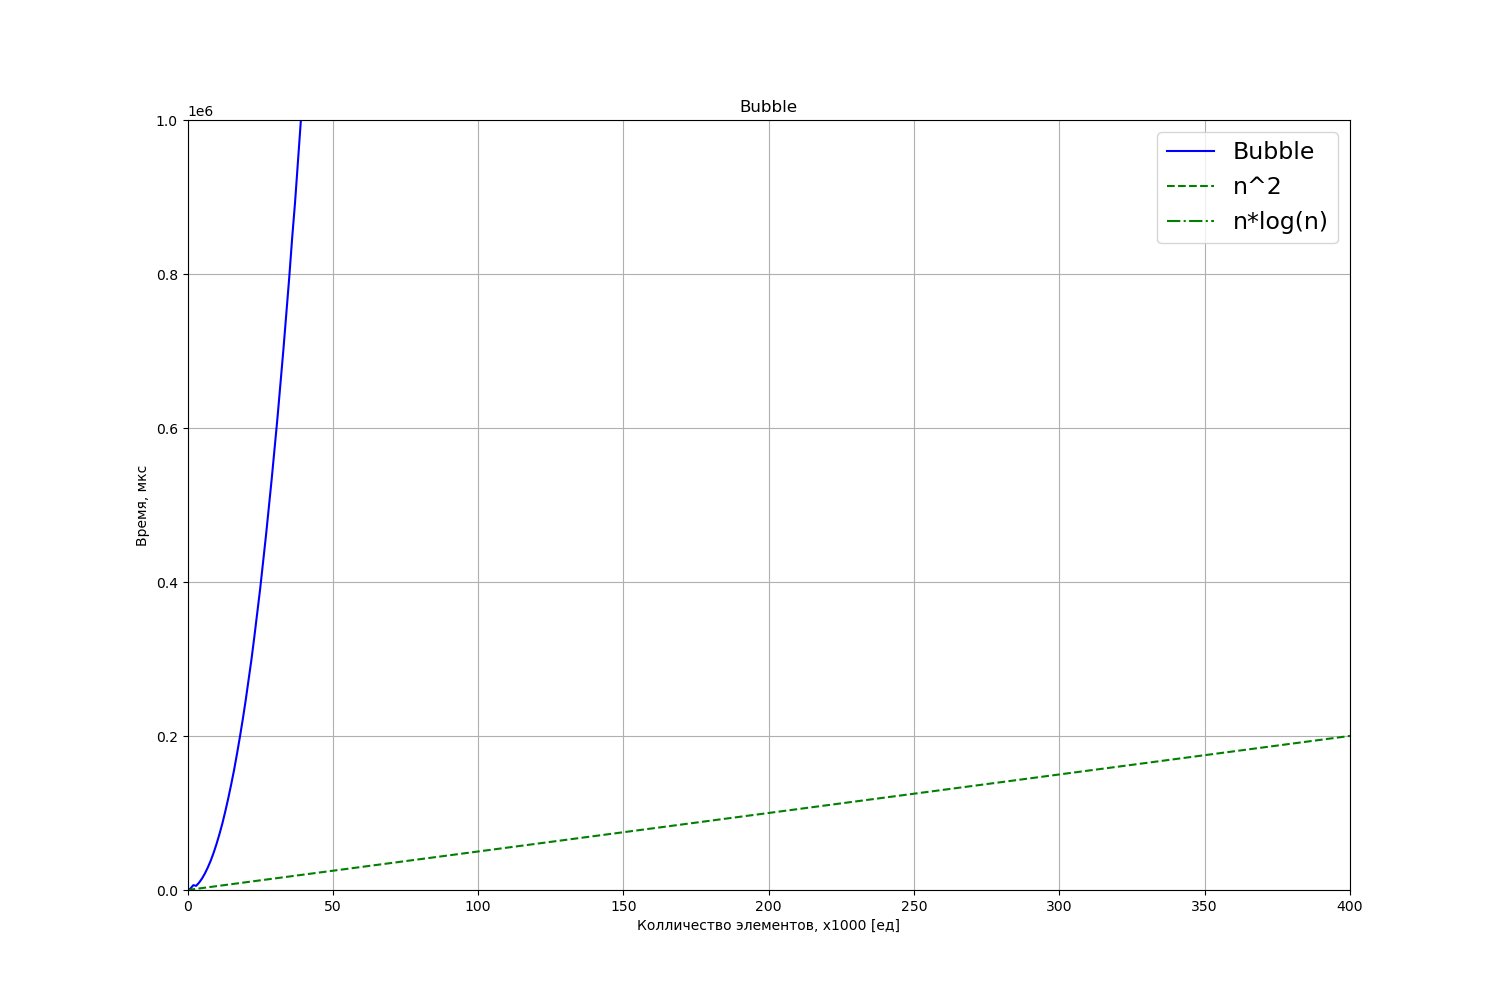 Bubble
1e6
1.0
0.8
0.6
0.4
0.2
0.0
Время, мкс
0 50 100 150 200 250 300 350 400
Колличество элементов, x1000 [ед]
Bubble
n^2
n*log(n)